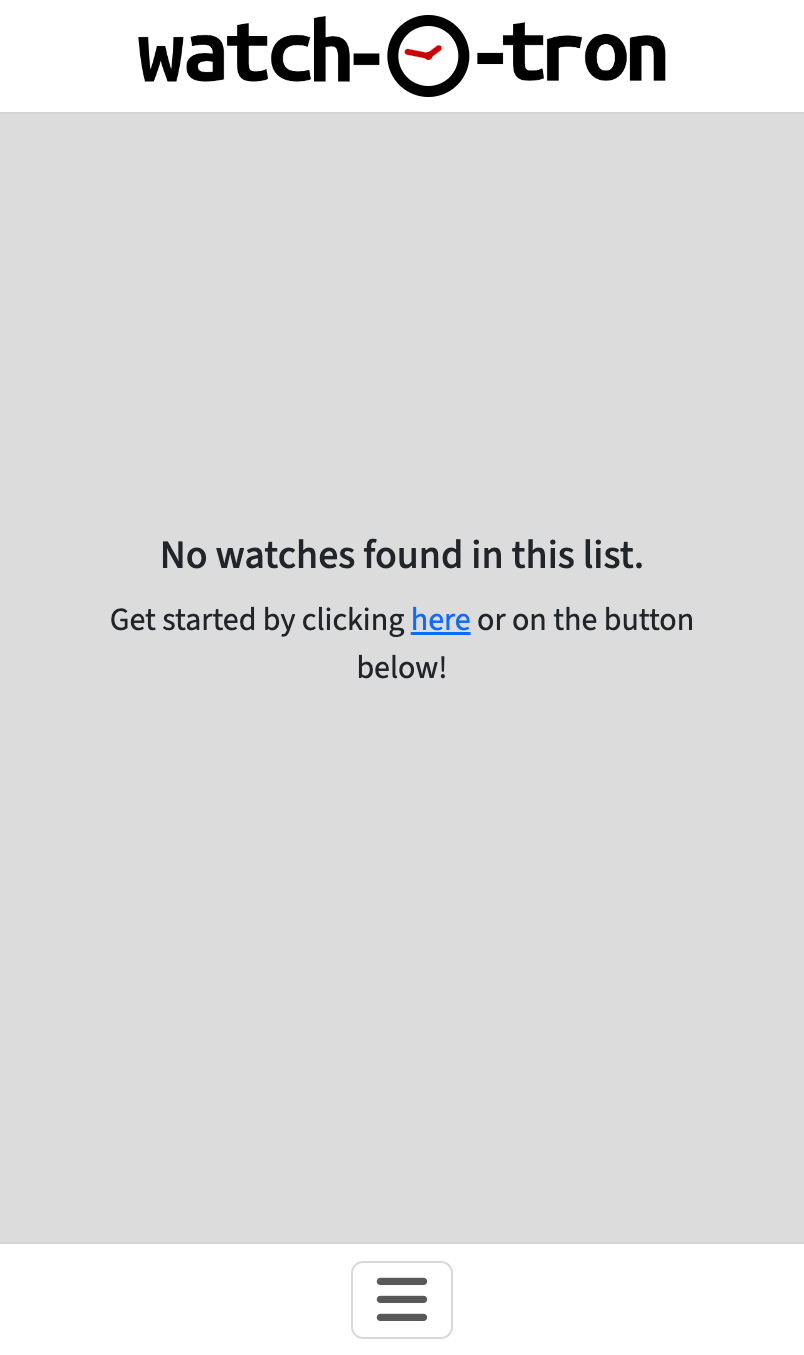 watch-O-tron
No watches found in this list.
Get started by clicking here or on the button
below!